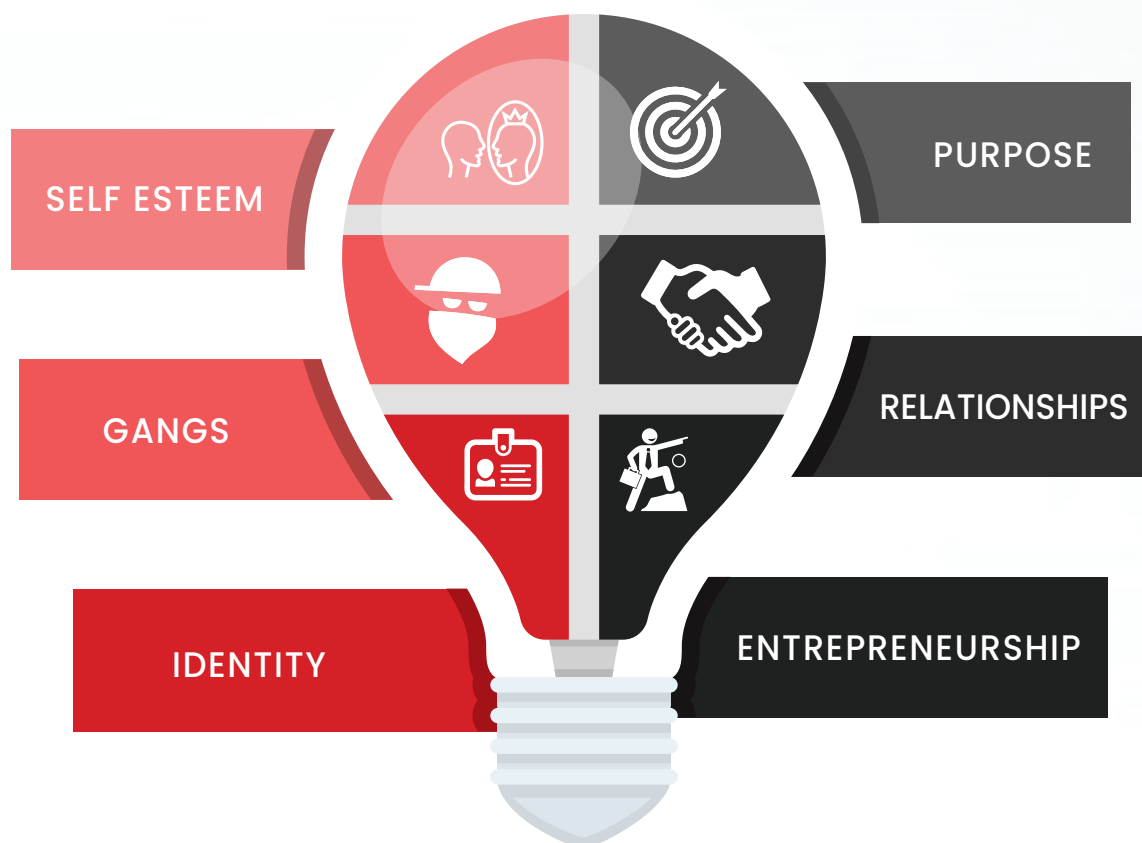 SELF ESTEEM
PURPOSE
GANGS
RELATIONSHIPS
IDENTITY
ENTREPRENEURSHIP